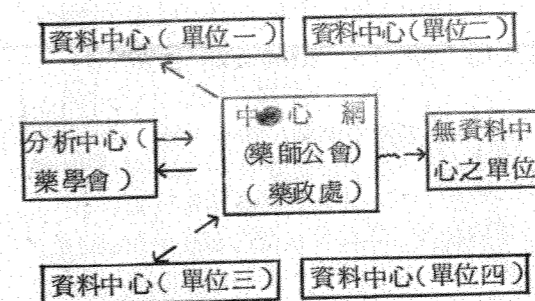 資料中心（單位一）
資料中心（單位二）
中心網
（藥師公會）
（藥政處）
分析中心（
藥學會）
無資料中
心之單位
資料中心（單位三）
資料中心（單位四）